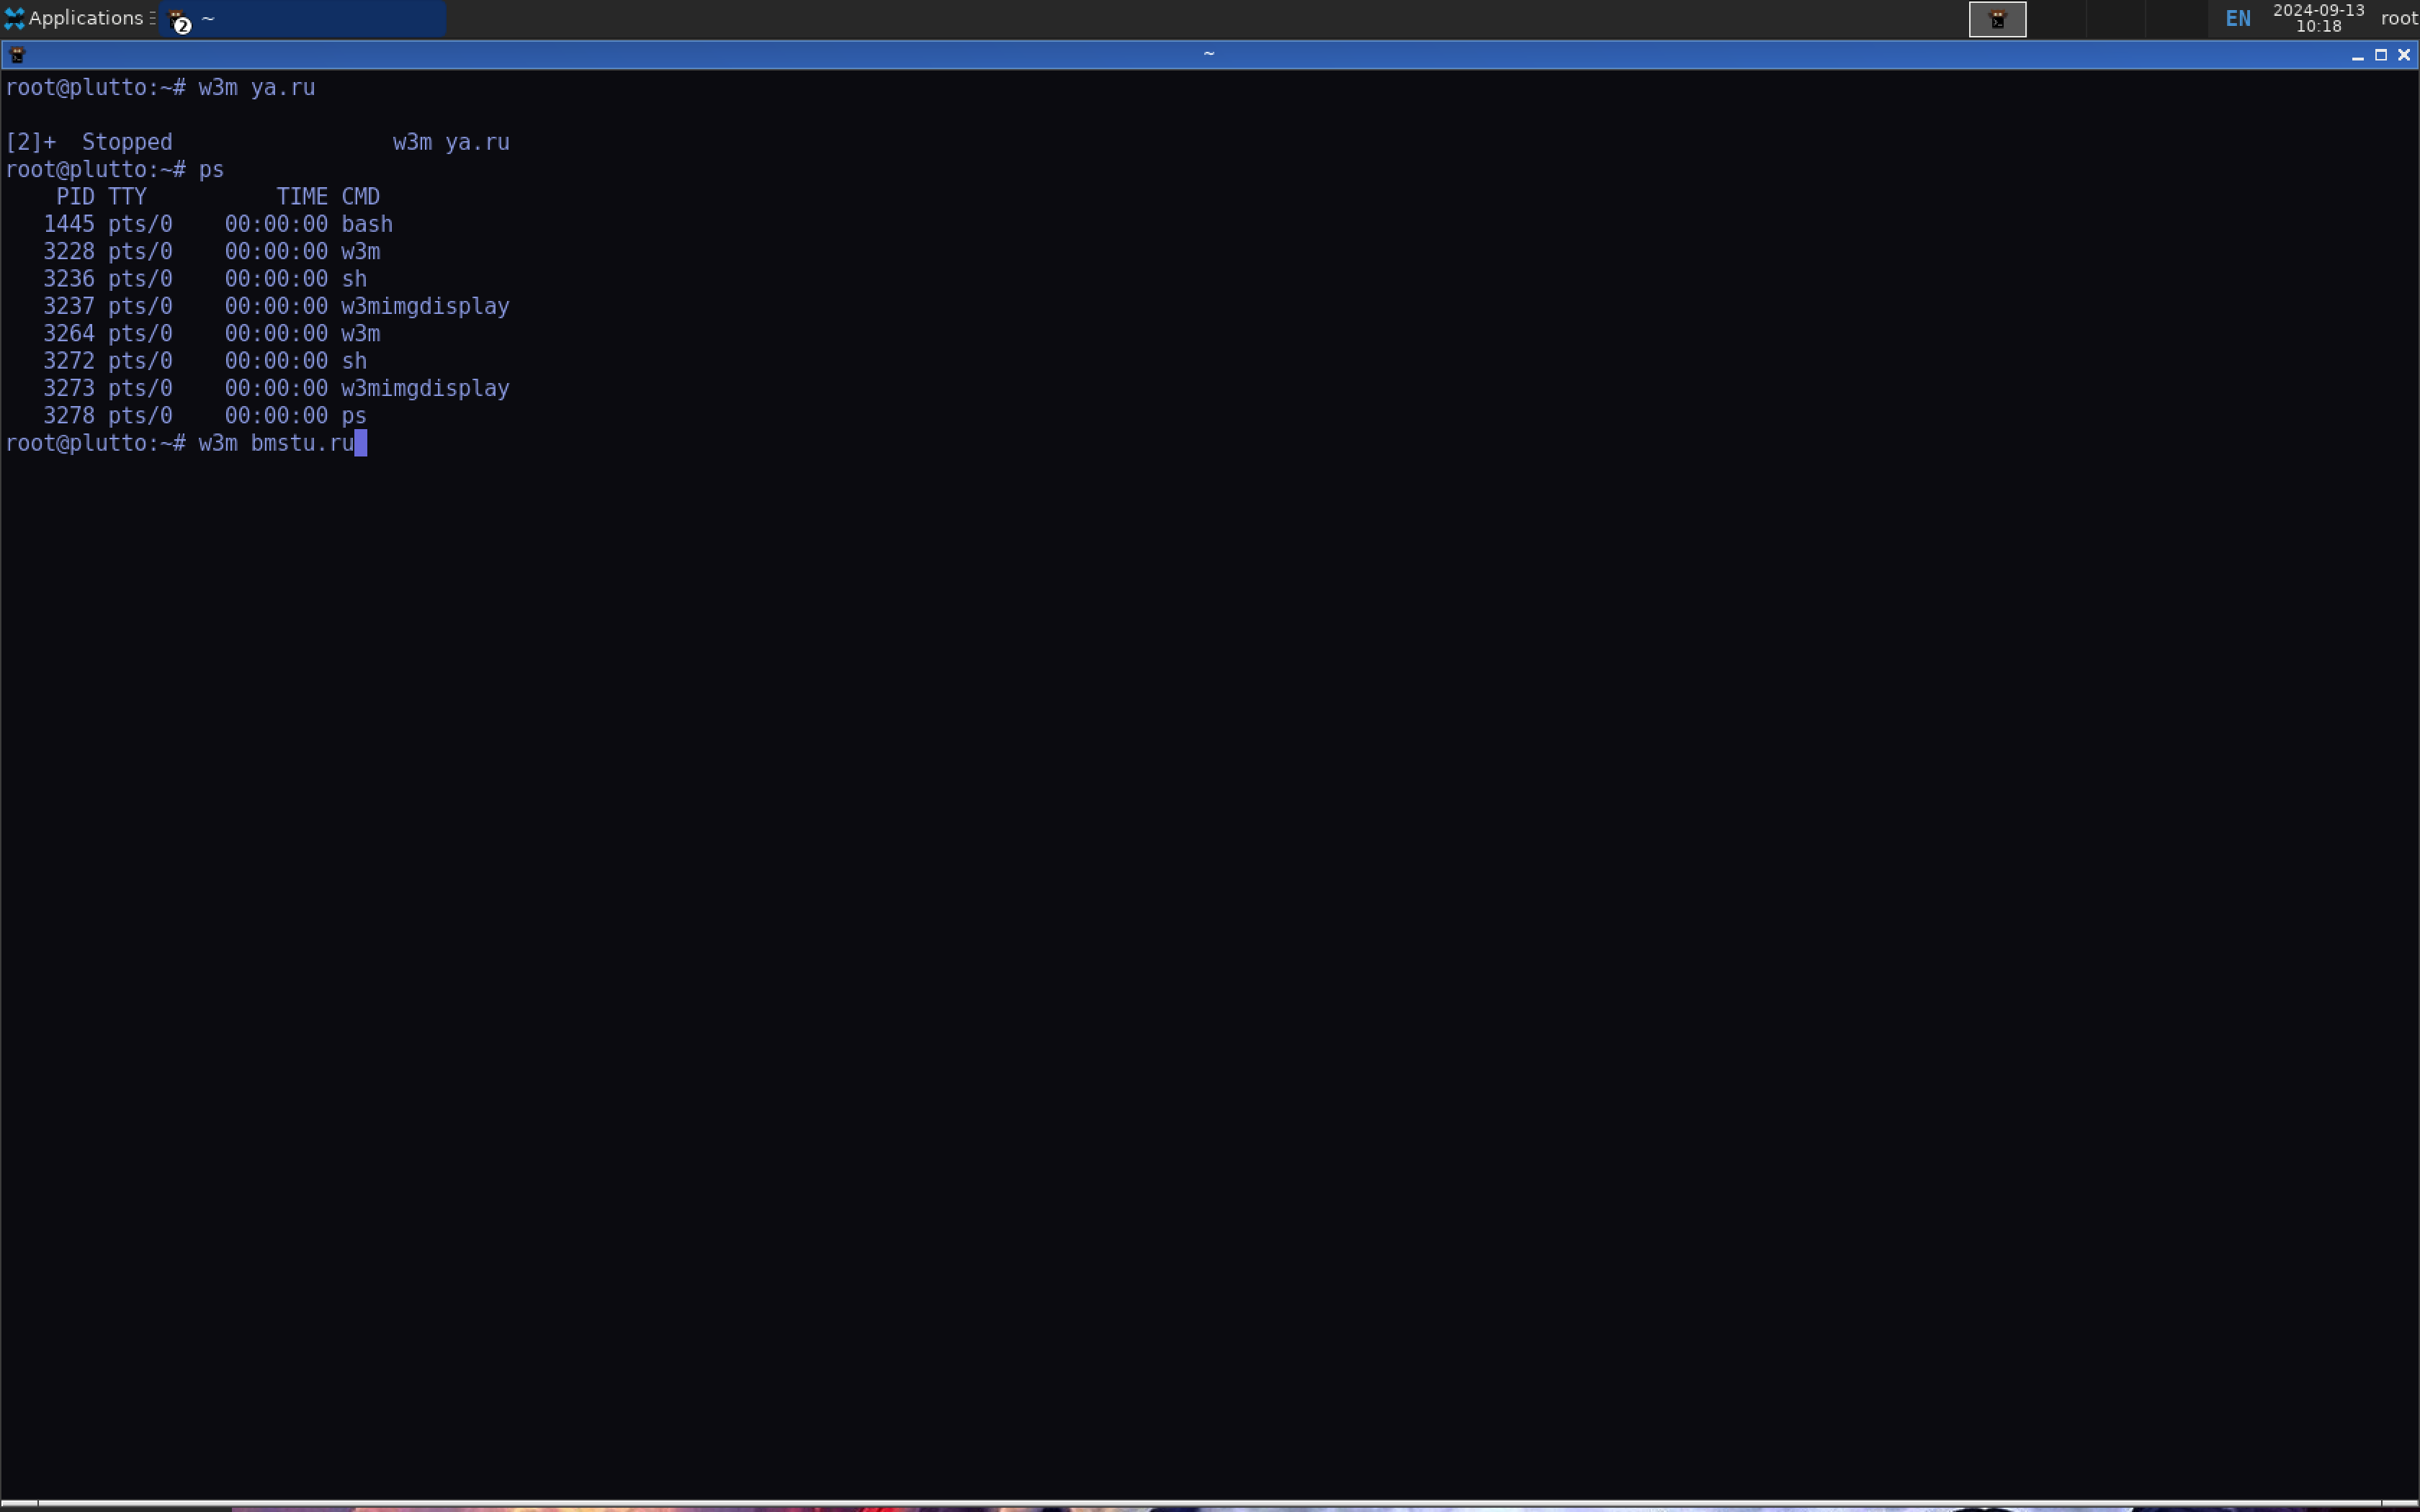 Applications
2 ~
EN
2024-09-13
10:18
root
~
root@plutto:~# w3m ya.ru
[2]+  Stopped                 w3m ya.ru
root@plutto:~# ps
    PID TTY          TIME CMD
   1445 pts/0    00:00:00 bash
   3228 pts/0    00:00:00 w3m
   3236 pts/0    00:00:00 sh
   3237 pts/0    00:00:00 w3mimgdisplay
   3264 pts/0    00:00:00 w3m
   3272 pts/0    00:00:00 sh
   3273 pts/0    00:00:00 w3mimgdisplay
   3278 pts/0    00:00:00 ps
root@plutto:~# w3m bmstu.ru